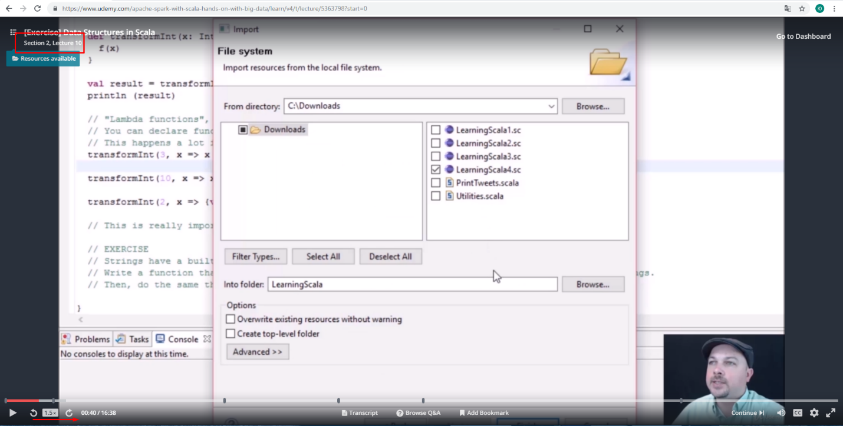 https://www.udemy.com/apache-spark-with-scala-hands-on-with-big-data/learn/v4/t/lecture/5363798?start=0
(Exercise) Data Structures in Scala
Section 2, Lecture 10
Resources available
Go to Dashboard
f(x)
}
val result = transformI
println (result)
// "Lambda functions",
// You can declare func
// This happens a lot i
transformInt(3, x => x
transformInt(10, x => x
transformInt(2, x => {v
// This is really impor
// EXERCISE
// Strings have a built
// Write a function tha
// Then, do the same th
gs.
}
Problems
Tasks
Console
No consoles to display at this time.
Import
File system
Import resources from the local file system.
From directory:
C:\Downloads
Browse...
Downloads
LearningScala1.sc
LearningScala2.sc
LearningScala3.sc
LearningScala4.sc
PrintTweets.scala
Utilities.scala
Filter Types...
Select All
Deselect All
Into folder:
LearningScala
Browse...
Options
Overwrite existing resources without warning
Create top-level folder
Advanced >>
1.5x
00:40 / 16:38
Transcript
Browse Q&A
Add Bookmark
Continue